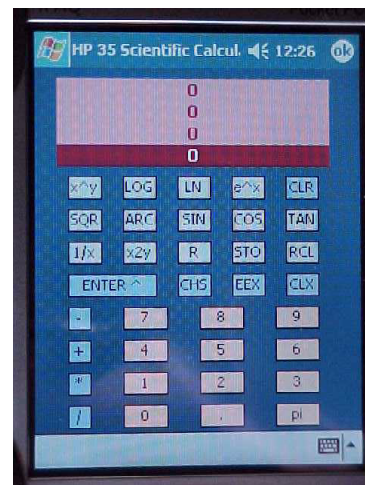 HP 35 Scientific Calcul. 12:26 ok
0
0
0
0
x^y LOG LN e^x CLR
SQR ARC SIN COS TAN
1/x x2y R STO RCL
ENTER ^ CHS EEX CLX
- 7 8 9
+ 4 5 6
* 1 2 3
/ 0 . pi